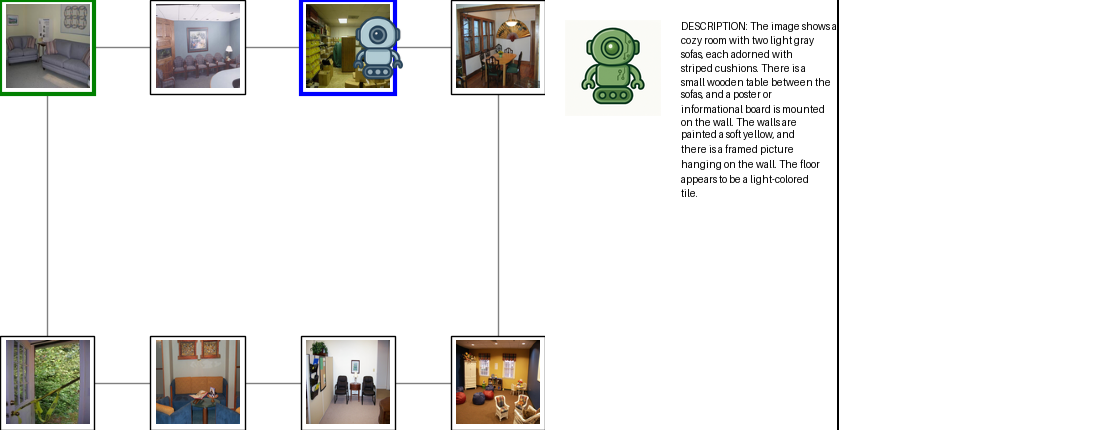 DESCRIPTION: The image shows a
cozy room with two light gray
sofas, each adorned with
striped cushions. There is a
small wooden table between the
sofas, and a poster or
informational board is mounted
on the wall. The walls are
painted a soft yellow, and
there is a framed picture
hanging on the wall. The floor
appears to be a light-colored
tile.